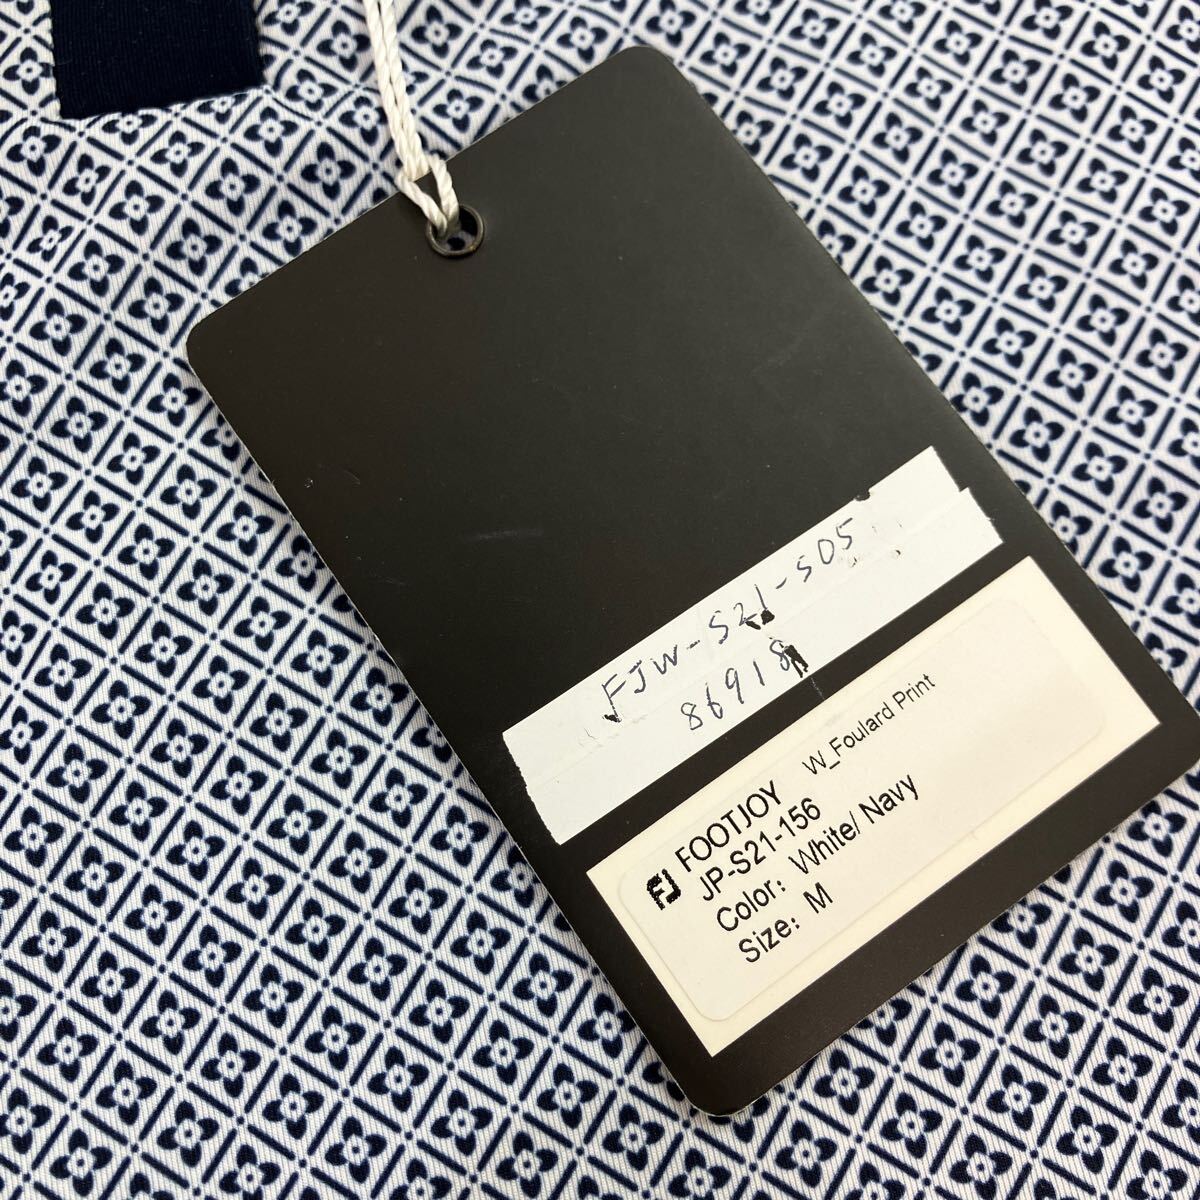 FJW-S21-S05
86918
FJ FOOTJOY W_Foulard Print
JP-S21-156
Color: White/ Navy
Size: M